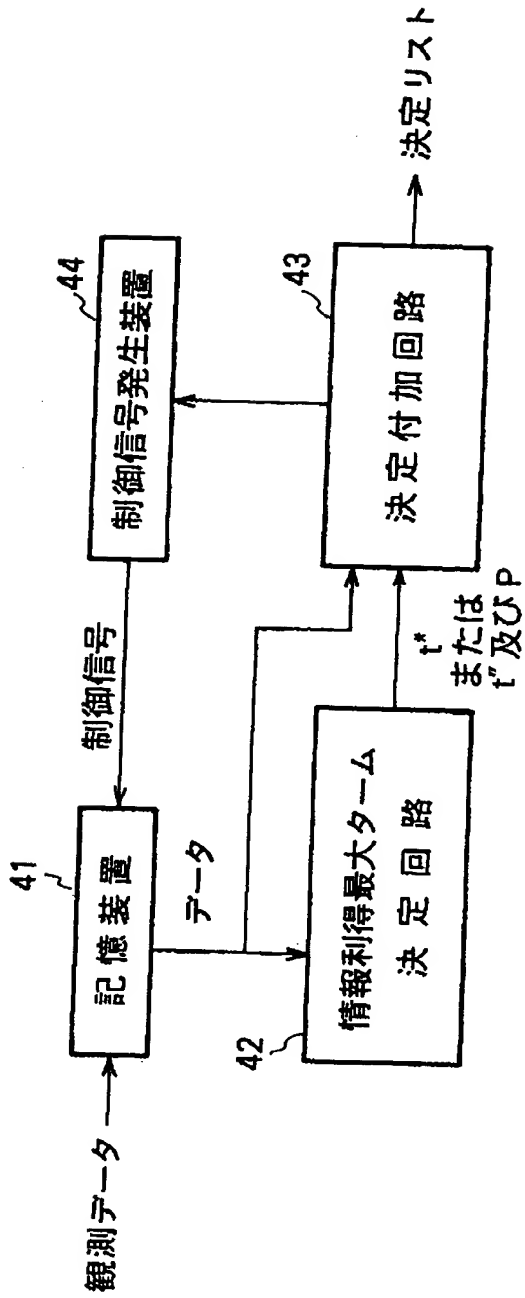 観測データ
41
記憶装置
制御信号
44
制御信号発生装置
データ
42
情報利得最大ターム
決定回路
t*
または
t" 及び P
43
決定付加回路
決定リスト